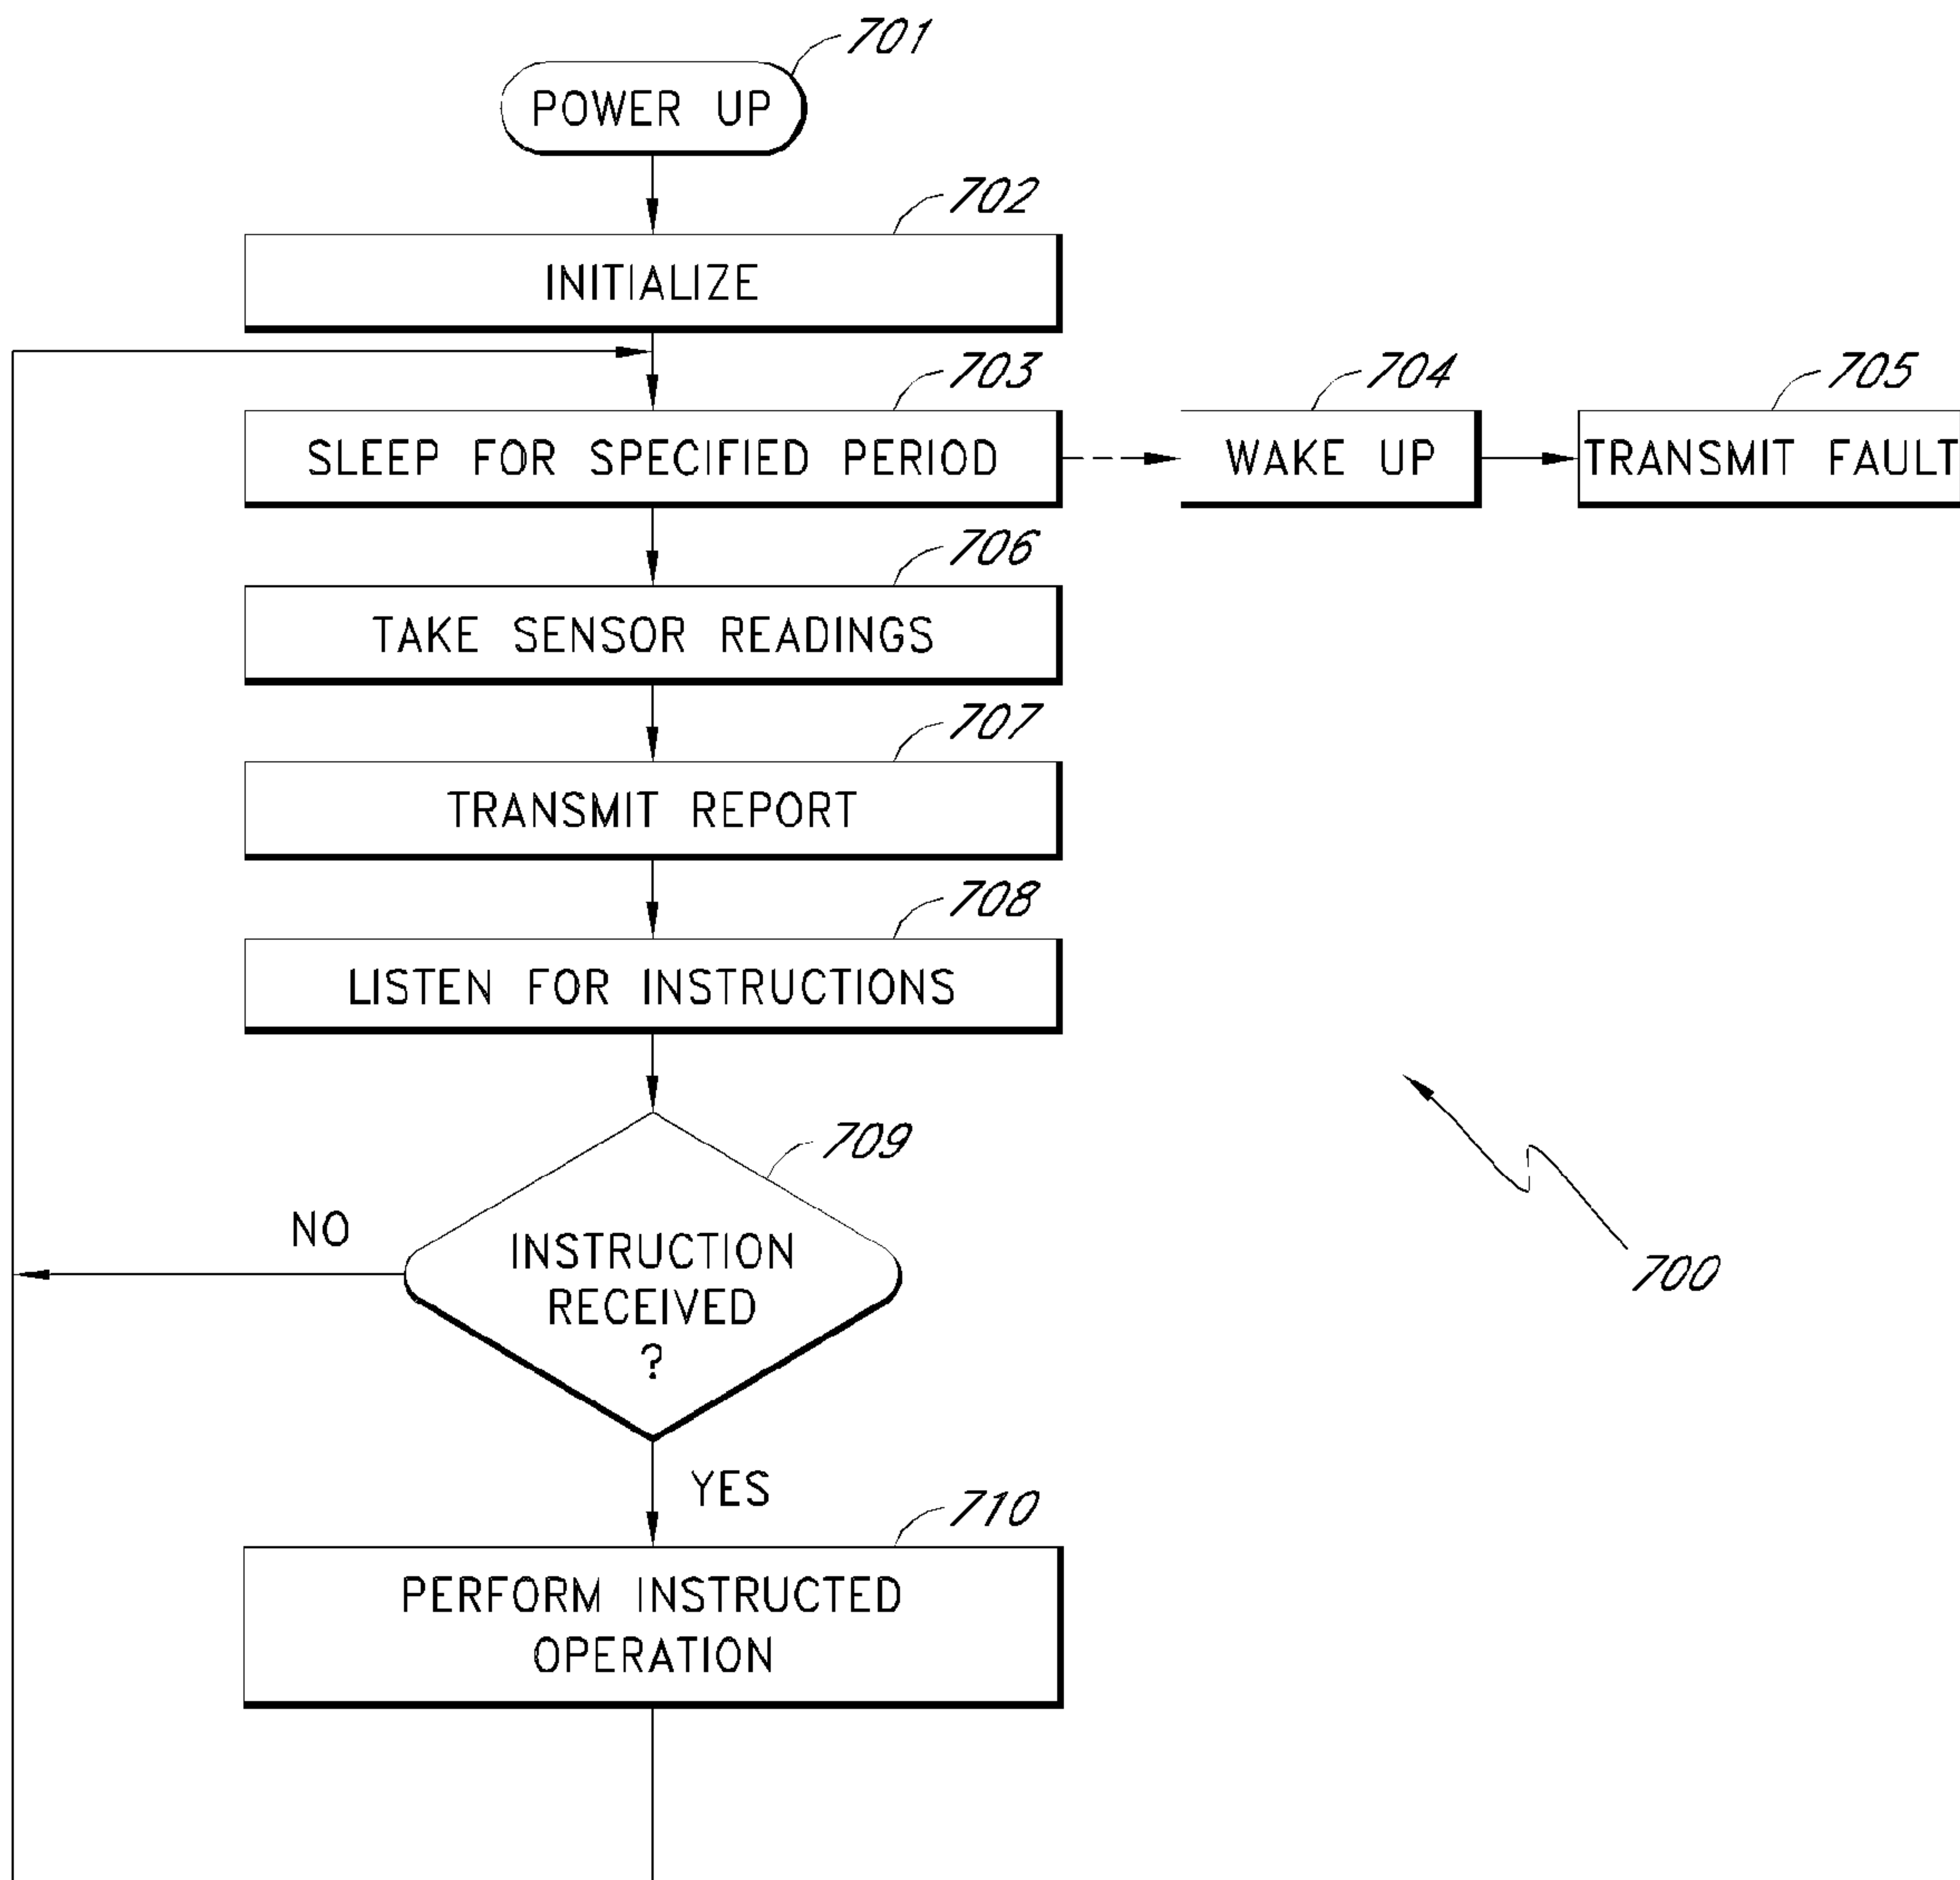 701
POWER UP
702
INITIALIZE
703
SLEEP FOR SPECIFIED PERIOD
704
WAKE UP
705
TRANSMIT FAULT
706
TAKE SENSOR READINGS
707
TRANSMIT REPORT
708
LISTEN FOR INSTRUCTIONS
709
INSTRUCTION
RECEIVED
?
NO
700
YES
710
PERFORM INSTRUCTED
OPERATION